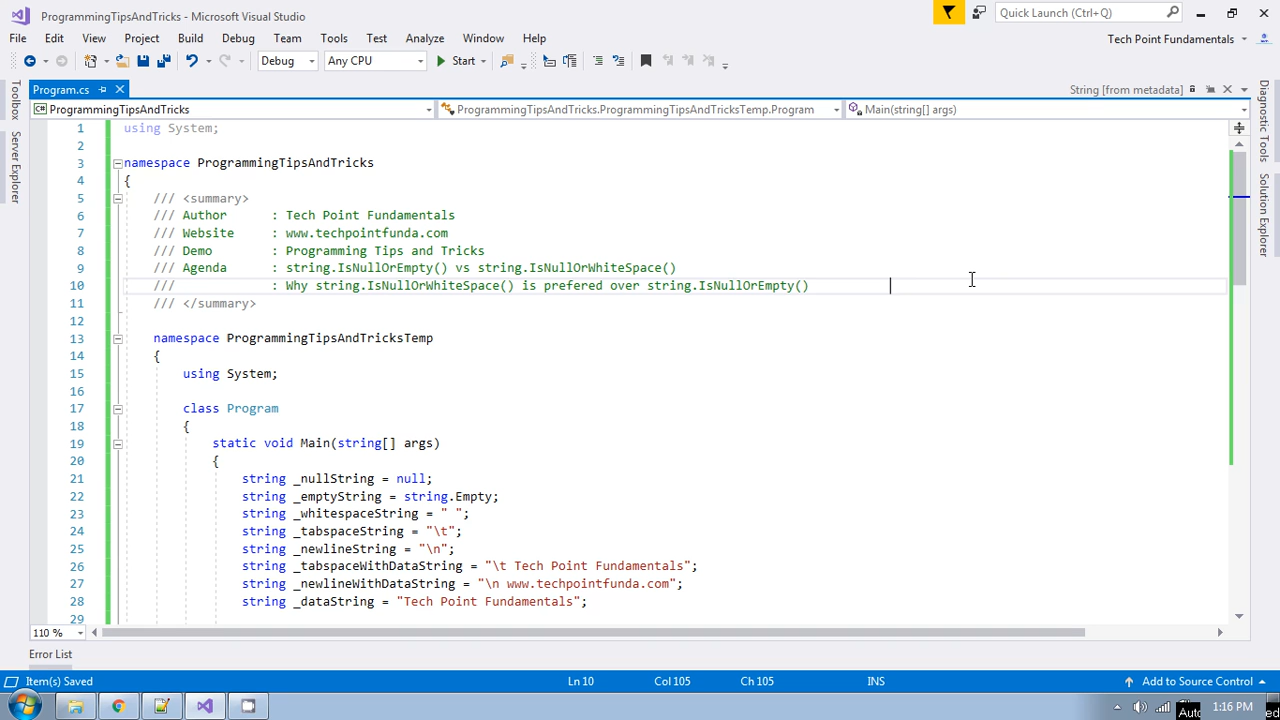 ProgrammingTipsAndTricks - Microsoft Visual Studio
Quick Launch (Ctrl+Q)
File Edit View Project Build Debug Team Tools Test Analyze Window Help
Tech Point Fundamentals
Debug Any CPU Start
Program.cs
String [from metadata]
ProgrammingTipsAndTricks
ProgrammingTipsAndTricks.ProgrammingTipsAndTricksTemp.Program
Main(string[] args)
Toolbox
Server Explorer
Diagnostic Tools
Solution Explorer
1 using System;
2
3 namespace ProgrammingTipsAndTricks
4 {
5 /// <summary>
6 /// Author : Tech Point Fundamentals
7 /// Website : www.techpointfunda.com
8 /// Demo : Programming Tips and Tricks
9 /// Agenda : string.IsNullOrEmpty() vs string.IsNullOrWhiteSpace()
10 /// : Why string.IsNullOrWhiteSpace() is prefered over string.IsNullOrEmpty()
11 /// </summary>
12
13 namespace ProgrammingTipsAndTricksTemp
14 {
15 using System;
16
17 class Program
18 {
19 static void Main(string[] args)
20 {
21 string _nullString = null;
22 string _emptyString = string.Empty;
23 string _whitespaceString = " ";
24 string _tabspaceString = "\t";
25 string _newlineString = "\n";
26 string _tabspaceWithDataString = "\t Tech Point Fundamentals";
27 string _newlineWithDataString = "\n www.techpointfunda.com";
28 string _dataString = "Tech Point Fundamentals";
29
110 %
Error List
Item(s) Saved Ln 10 Col 105 Ch 105 INS Add to Source Control
1:16 PM